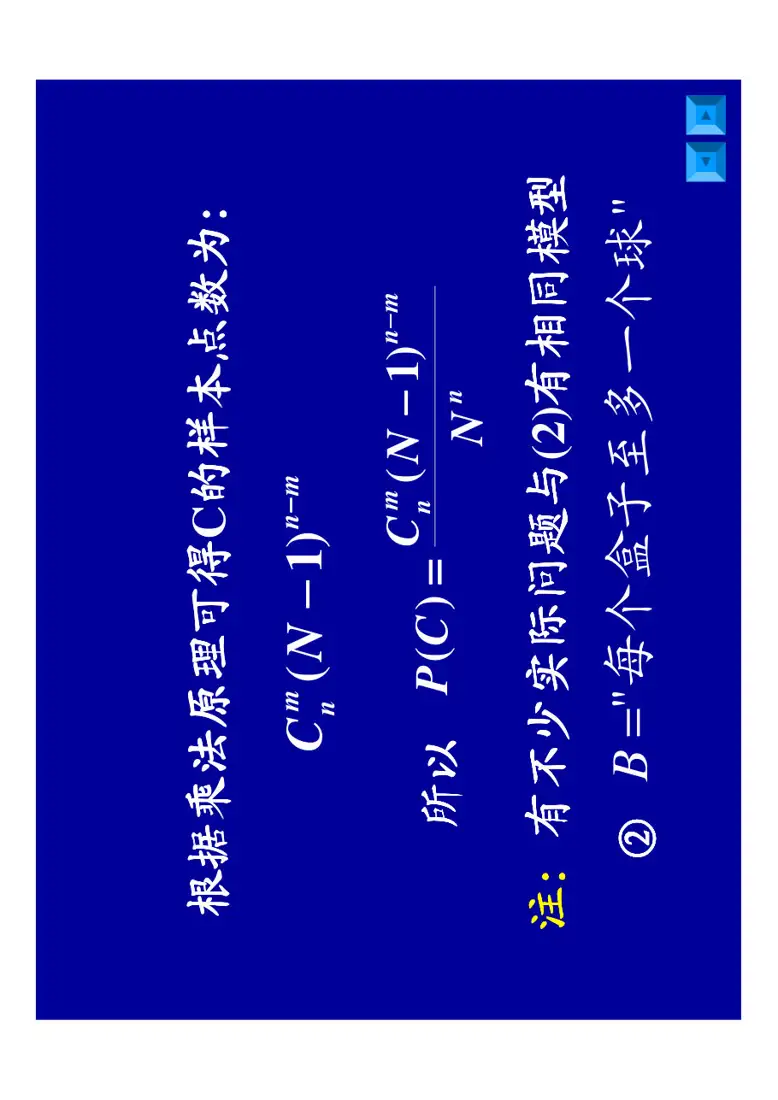 根据乘法原理可得C的样本点数为：
C_n^m (N－1)^{n－m}
所以 P(C) = \frac{C_n^m (N－1)^{n－m}}{N^n}
注：有不少实际问题与(2)有相同模型
② B ="每个盒子至多一个球"